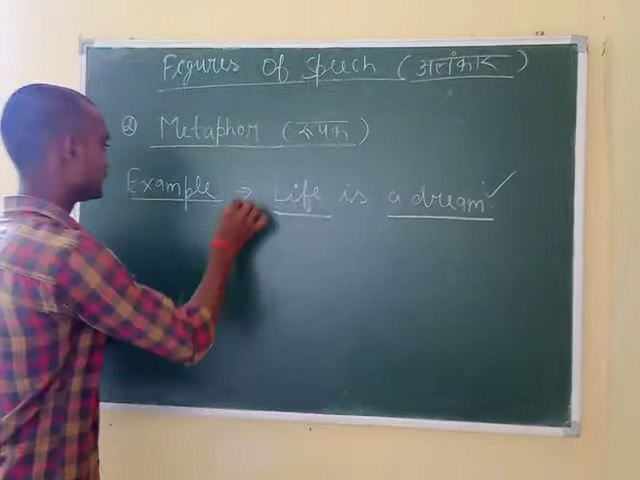 Figures of Speech (अलंकार)
② Metaphor (रूपक)
Example ⇒ Life is a dream. ✓